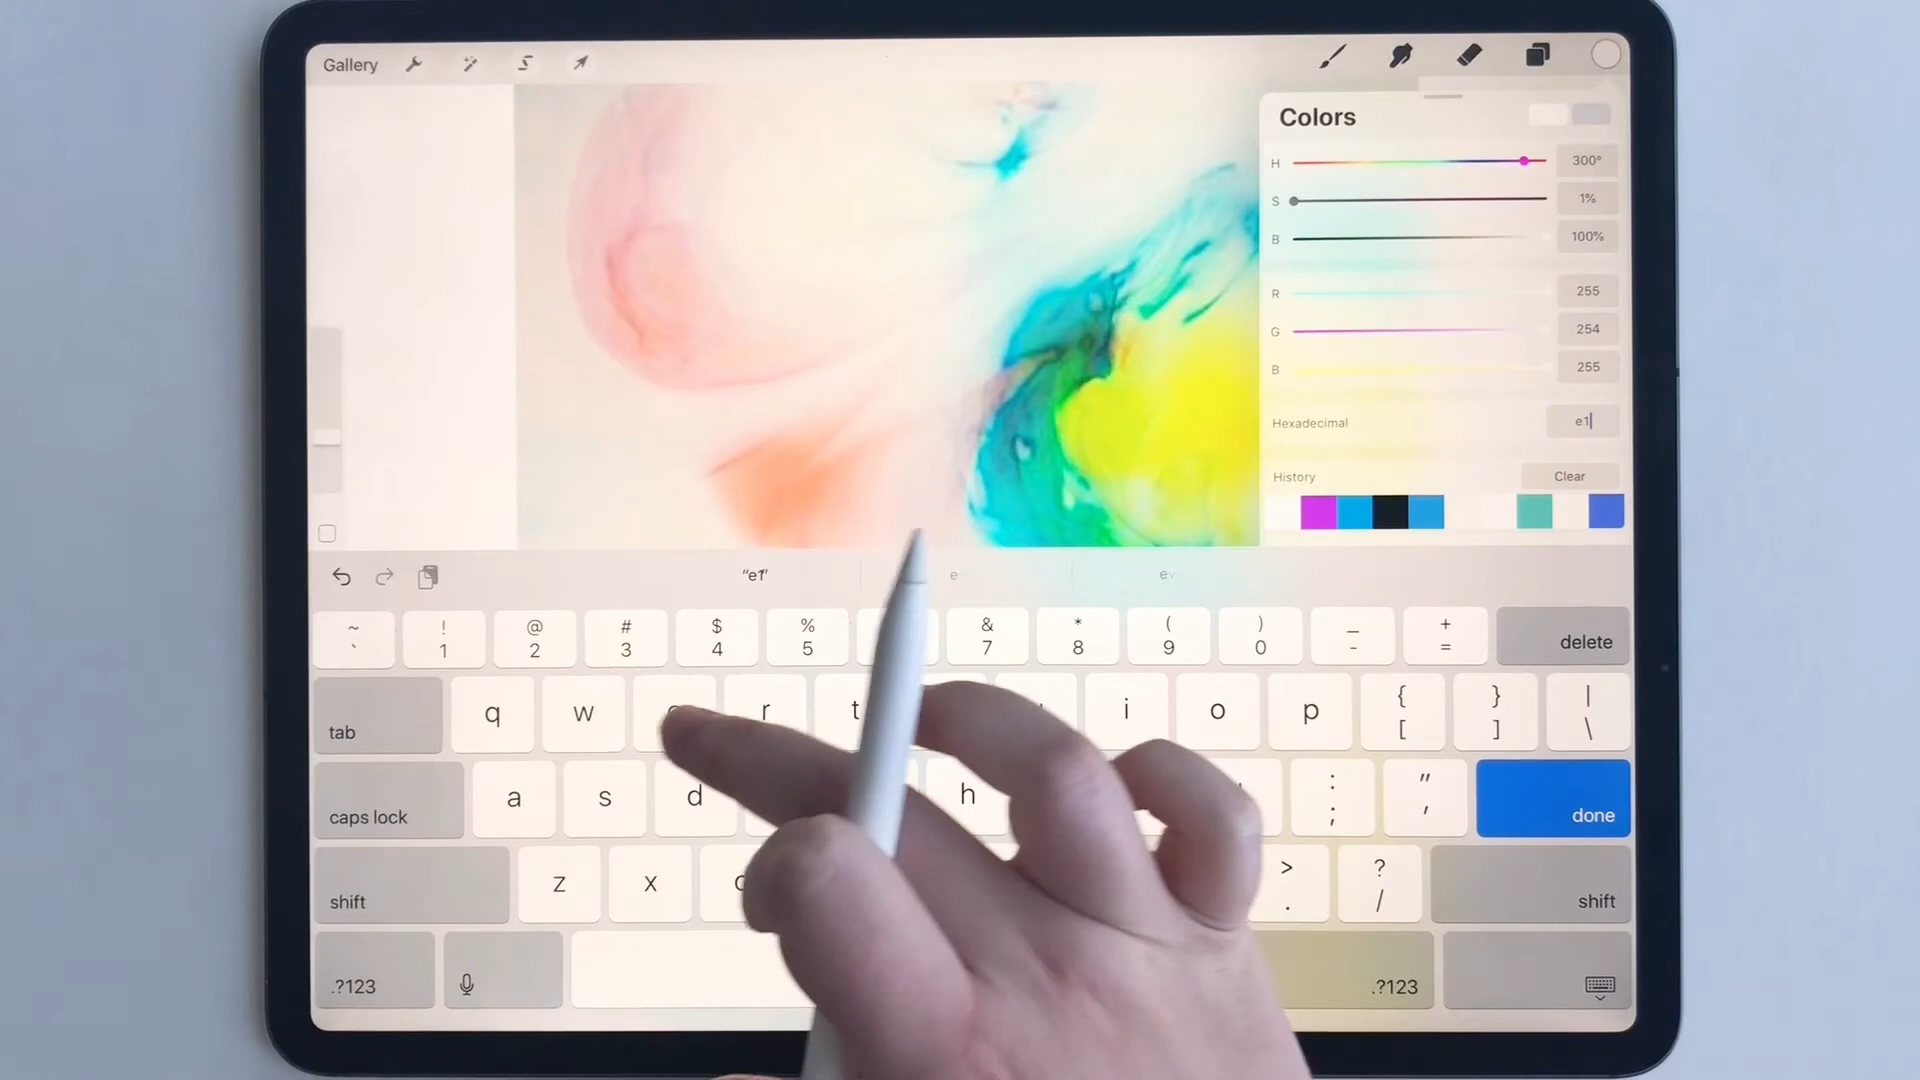 Gallery
Colors
H 300°
S 1%
B 100%
R 255
G 254
B 255
Hexadecimal e1
History Clear
“e1” e ev
~ ! @ # $ % & * ( ) _ +
` 1 2 3 4 5 7 8 9 0 - = delete
tab q w r t i o p { [ } ] | \
caps lock a s d h : ; " ' done
shift z x > . ? / shift
.?123 .?123